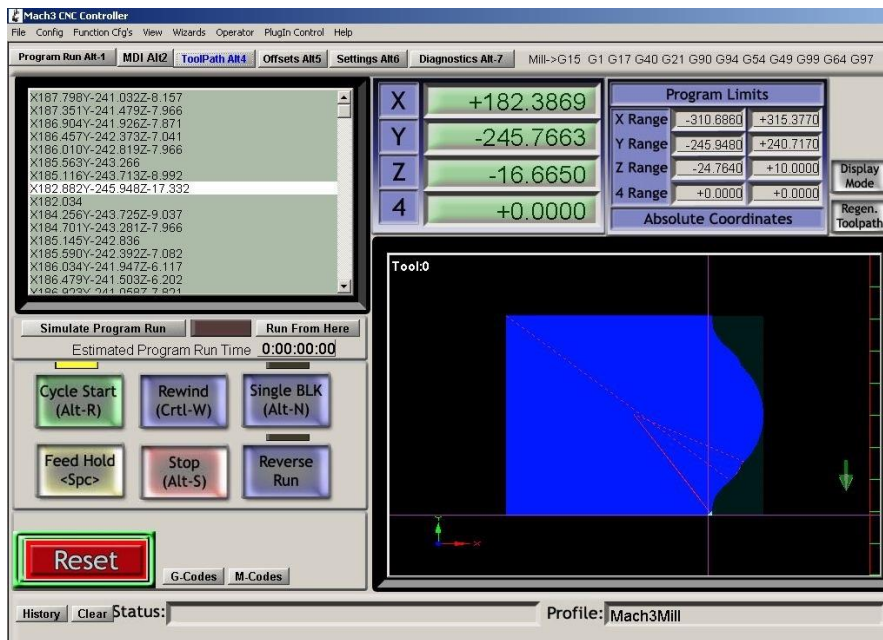 Mach3 CNC Controller
File Config Function Cfg's View Wizards Operator PlugIn Control Help
Program Run Alt-1 MDI Alt2 ToolPath Alt4 Offsets Alt5 Settings Alt6 Diagnostics Alt-7 Mill->G15 G1 G17 G40 G21 G90 G94 G54 G49 G99 G64 G97
X187.798Y-241.032Z-8.157
X187.351Y-241.479Z-7.966
X186.904Y-241.926Z-7.871
X186.457Y-242.373Z-7.041
X186.010Y-242.819Z-7.966
X185.563Y-243.266
X185.116Y-243.713Z-8.992
X182.882Y-245.948Z-17.332
X182.034
X184.256Y-243.725Z-9.037
X184.701Y-243.281Z-7.966
X185.145Y-242.836
X185.590Y-242.392Z-7.082
X186.034Y-241.947Z-6.117
X186.479Y-241.503Z-6.202
X186.923Y-241.058Z-7.821
X +182.3869
Y -245.7663
Z -16.6650
4 +0.0000
Program Limits
X Range -310.6860 +315.3770
Y Range -245.9480 +240.7170
Z Range -24.7640 +10.0000
4 Range +0.0000 +0.0000
Absolute Coordinates
Display
Mode
Regen.
Toolpath
Tool:0
Simulate Program Run Run From Here
Estimated Program Run Time 0:00:00:00
Cycle Start
(Alt-R)
Rewind
(Crtl-W)
Single BLK
(Alt-N)
Feed Hold
<Spc>
Stop
(Alt-S)
Reverse
Run
Reset
G-Codes M-Codes
History Clear Status: Profile: Mach3Mill